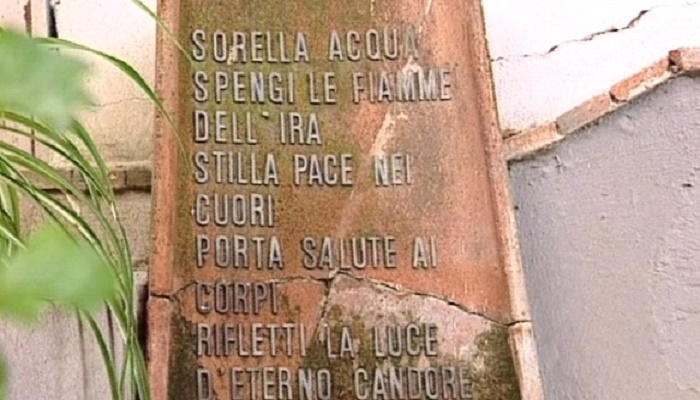 SORELLA ACQUA
SPENGI LE FIAMME
DELL'IRA
STILLA PACE NEI
CUORI
PORTA SALUTE AI
CORPI
RIFLETTI LA LUCE
D'ETERNO CANDORE